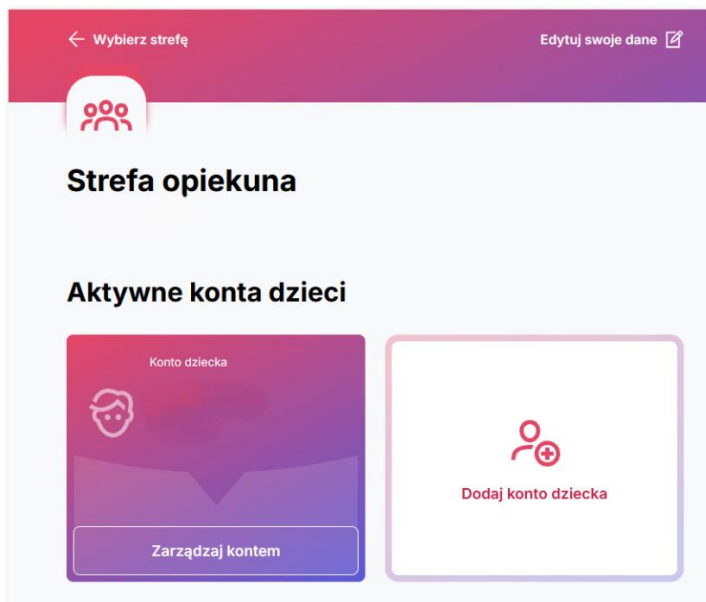 Wybierz strefę
Edytuj swoje dane
Strefa opiekuna
Aktywne konta dzieci
Konto dziecka
Zarządzaj kontem
Dodaj konto dziecka